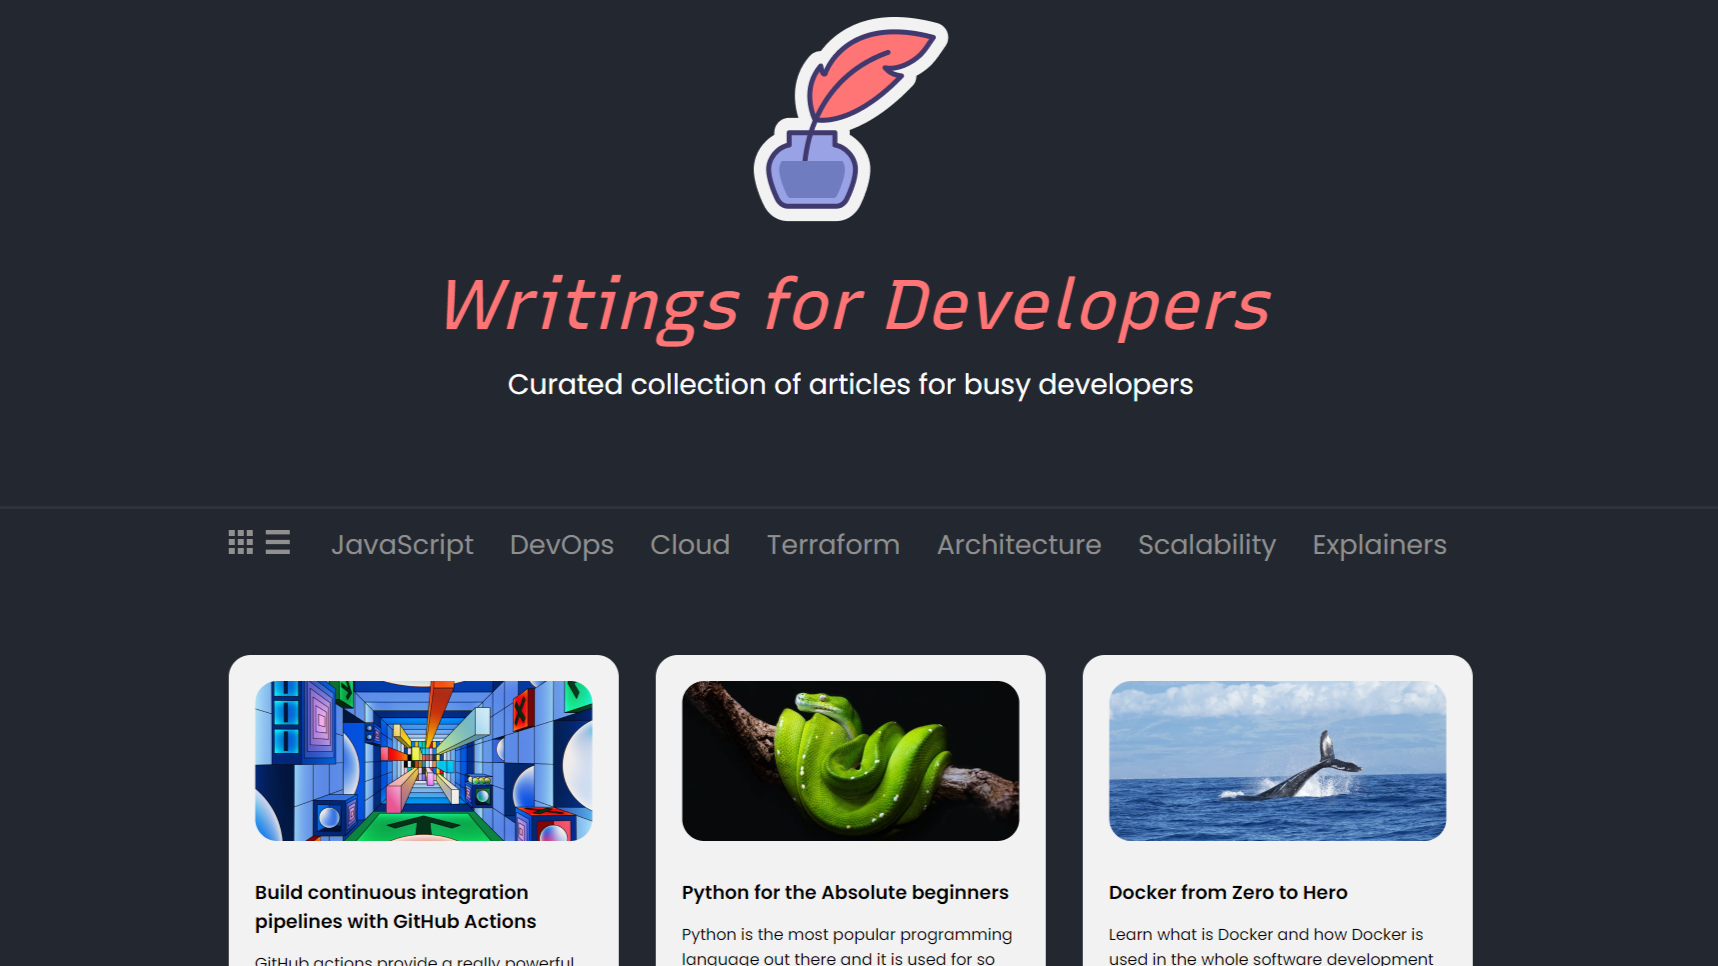 Writings for Developers
Curated collection of articles for busy developers
JavaScript DevOps Cloud Terraform Architecture Scalability Explainers
Build continuous integration
pipelines with GitHub Actions
GitHub actions provide a really powerful
Python for the Absolute beginners
Python is the most popular programming
language out there and it is used for so
Docker from Zero to Hero
Learn what is Docker and how Docker is
used in the whole software development